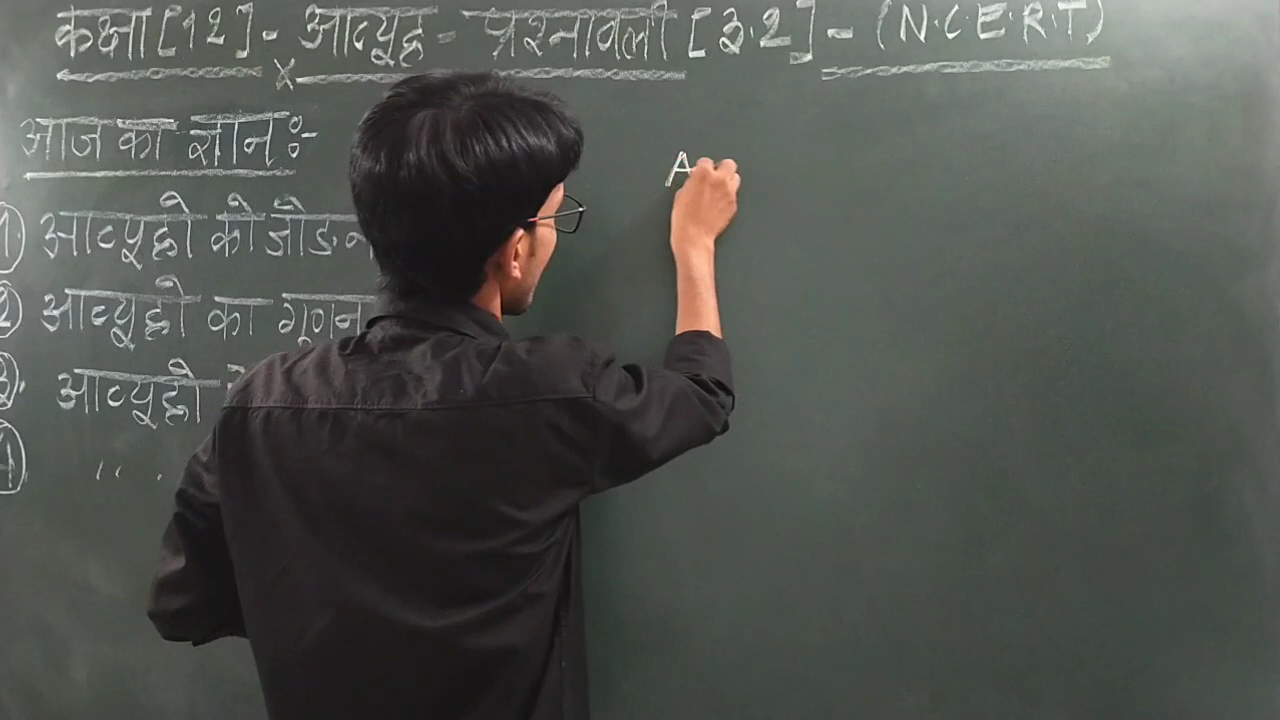 कक्षा [12] - आव्यूह - प्रश्नावली [3.2] - (N.C.E.R.T)
आज का ज्ञान :-
1. आव्यूहो को जोड़न
2) आव्यूहो का गुणन
3. आव्यूहो
4) ,, .
A